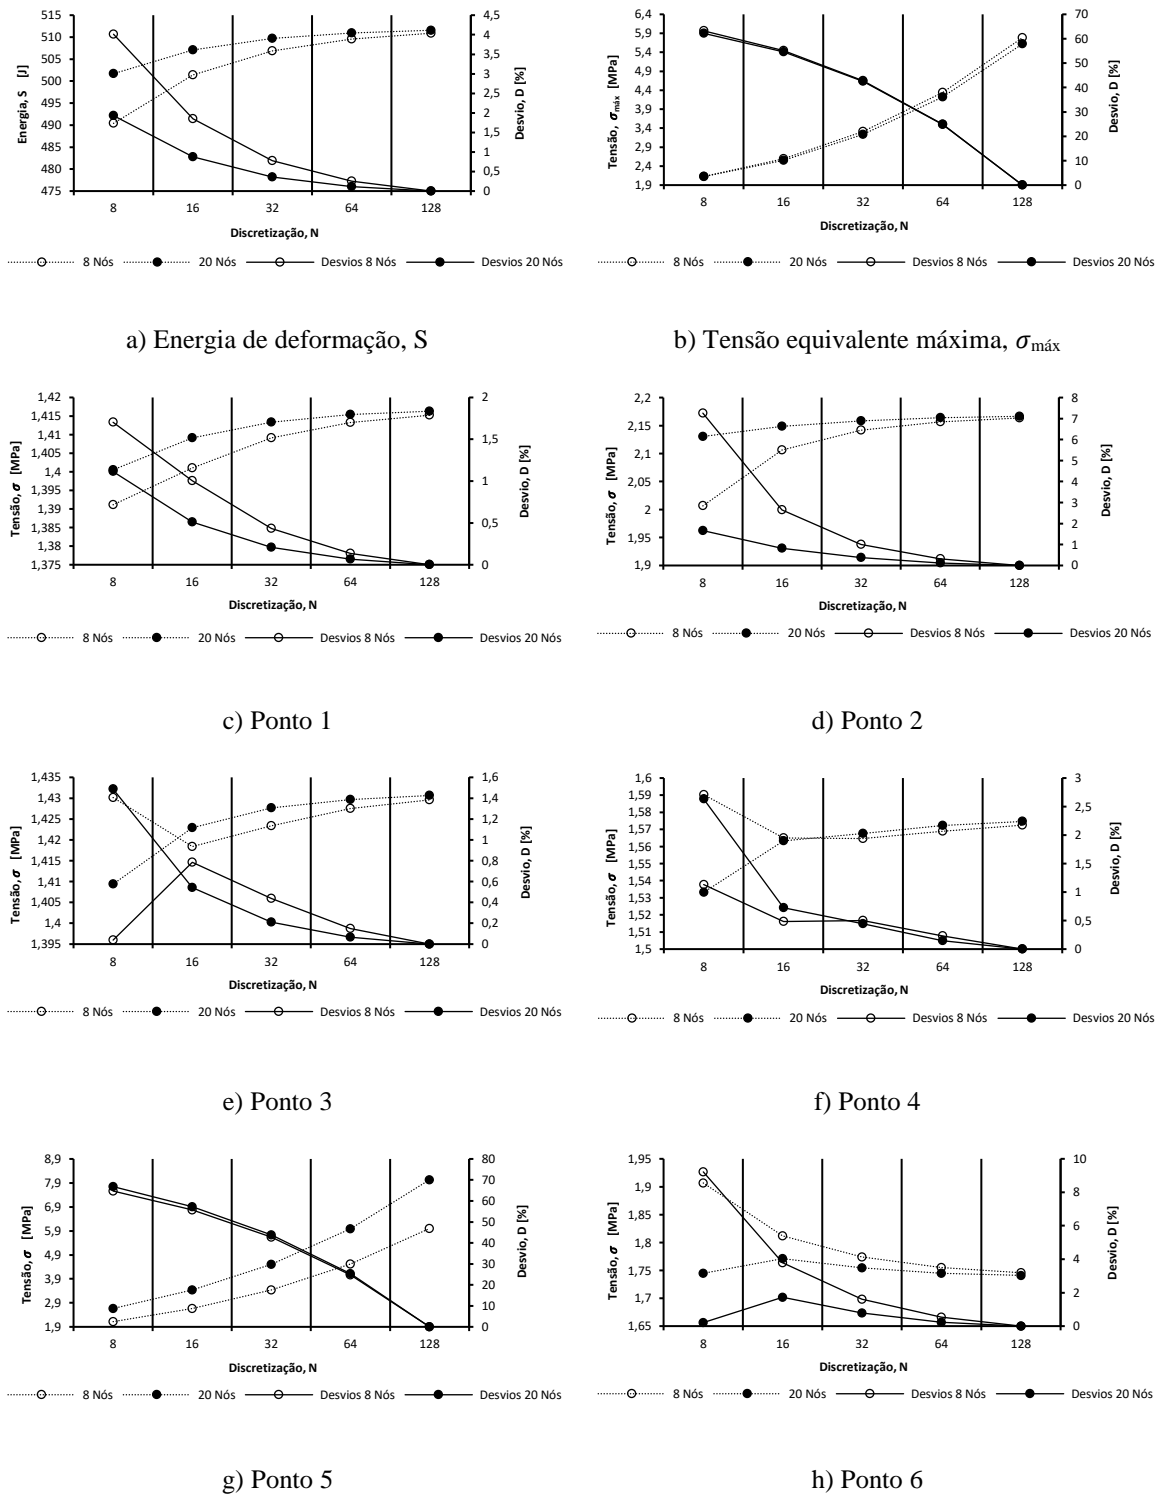 515
510
505
500
495
490
485
480
475
Energia, S [J]
4,5
4
3,5
3
2,5
2
1,5
1
0,5
0
Desvio, D [%]
8 16 32 64 128
Discretização, N
8 Nós 20 Nós Desvios 8 Nós Desvios 20 Nós
a) Energia de deformação, S
6,4
5,9
5,4
4,9
4,4
3,9
3,4
2,9
2,4
1,9
Tensão, σmáx [MPa]
70
60
50
40
30
20
10
0
Desvio, D [%]
8 16 32 64 128
Discretização, N
8 Nós 20 Nós Desvios 8 Nós Desvios 20 Nós
b) Tensão equivalente máxima, σmáx
1,42
1,415
1,41
1,405
1,4
1,395
1,39
1,385
1,38
1,375
Tensão, σ [MPa]
2
1,5
1
0,5
0
Desvio, D [%]
8 16 32 64 128
Discretização, N
8 Nós 20 Nós Desvios 8 Nós Desvios 20 Nós
c) Ponto 1
2,2
2,15
2,1
2,05
2
1,95
1,9
Tensão, σ [MPa]
8
7
6
5
4
3
2
1
0
Desvio, D [%]
8 16 32 64 128
Discretização, N
8 Nós 20 Nós Desvios 8 Nós Desvios 20 Nós
d) Ponto 2
1,435
1,43
1,425
1,42
1,415
1,41
1,405
1,4
1,395
Tensão, σ [MPa]
1,6
1,4
1,2
1
0,8
0,6
0,4
0,2
0
Desvio, D [%]
8 16 32 64 128
Discretização, N
8 Nós 20 Nós Desvios 8 Nós Desvios 20 Nós
e) Ponto 3
1,6
1,59
1,58
1,57
1,56
1,55
1,54
1,53
1,52
1,51
1,5
Tensão, σ [MPa]
3
2,5
2
1,5
1
0,5
0
Desvio, D [%]
8 16 32 64 128
Discretização, N
8 Nós 20 Nós Desvios 8 Nós Desvios 20 Nós
f) Ponto 4
8,9
7,9
6,9
5,9
4,9
3,9
2,9
1,9
Tensão, σ [MPa]
80
70
60
50
40
30
20
10
0
Desvio, D [%]
8 16 32 64 128
Discretização, N
8 Nós 20 Nós Desvios 8 Nós Desvios 20 Nós
g) Ponto 5
1,95
1,9
1,85
1,8
1,75
1,7
1,65
Tensão, σ [MPa]
10
8
6
4
2
0
Desvio, D [%]
8 16 32 64 128
Discretização, N
8 Nós 20 Nós Desvios 8 Nós Desvios 20 Nós
h) Ponto 6